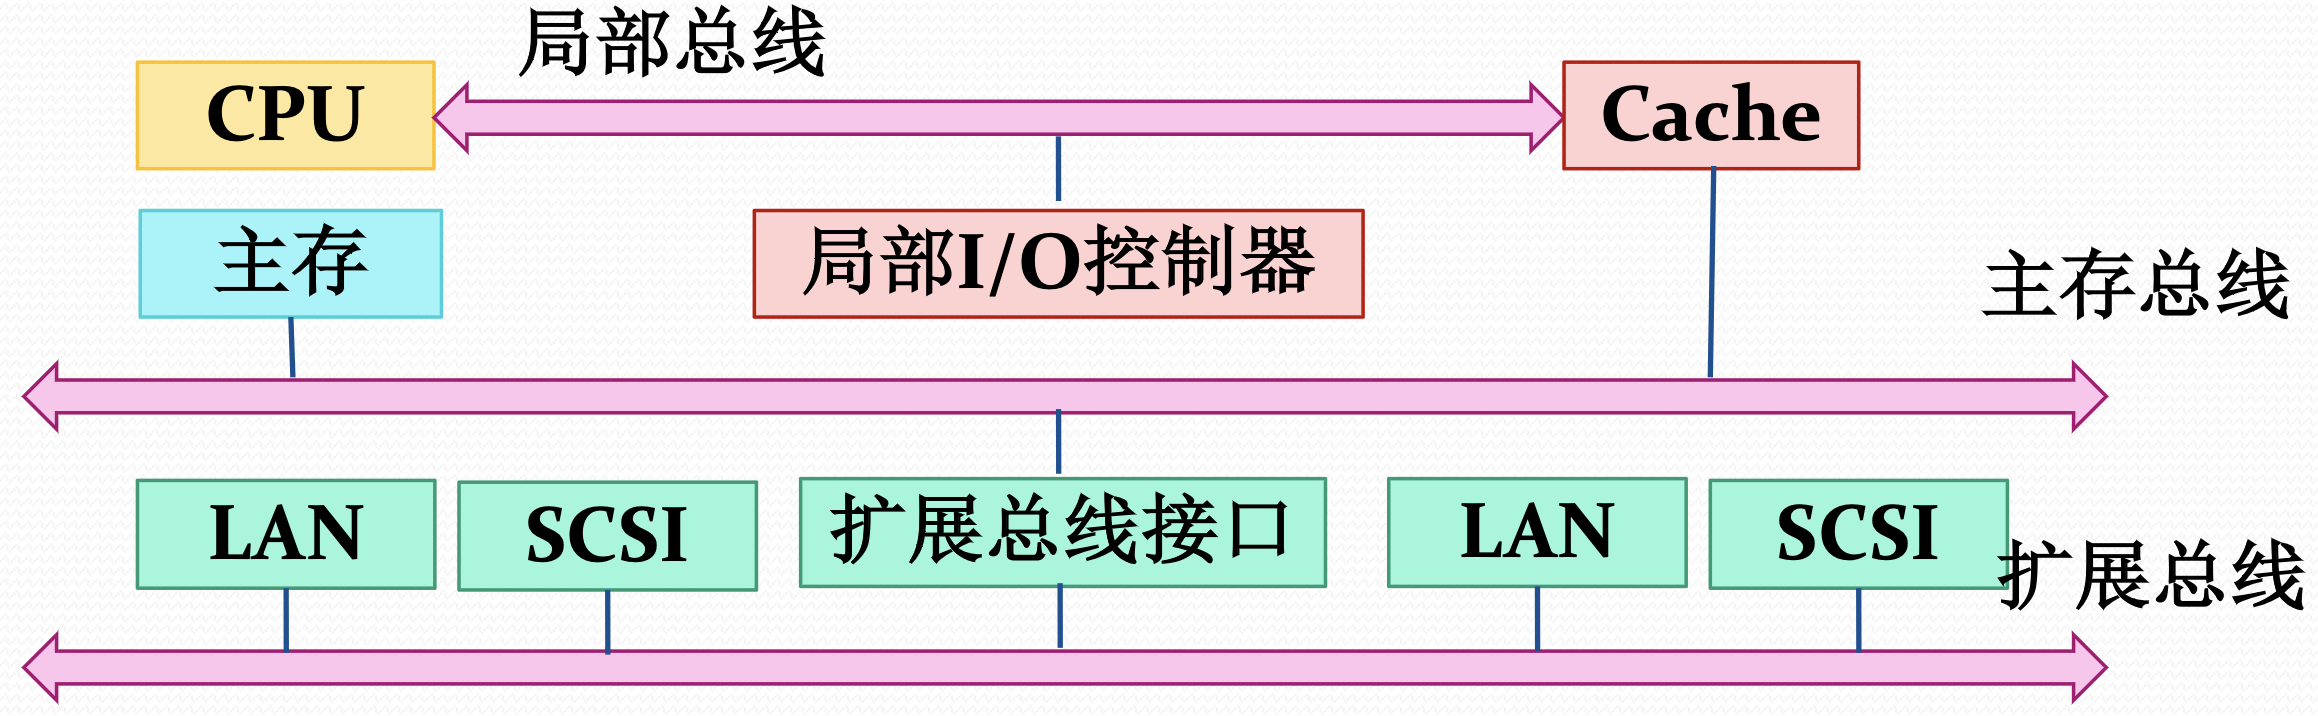 局部总线
CPU
Cache
主存
局部I/O控制器
主存总线
LAN
SCSI
扩展总线接口
LAN
SCSI
扩展总线